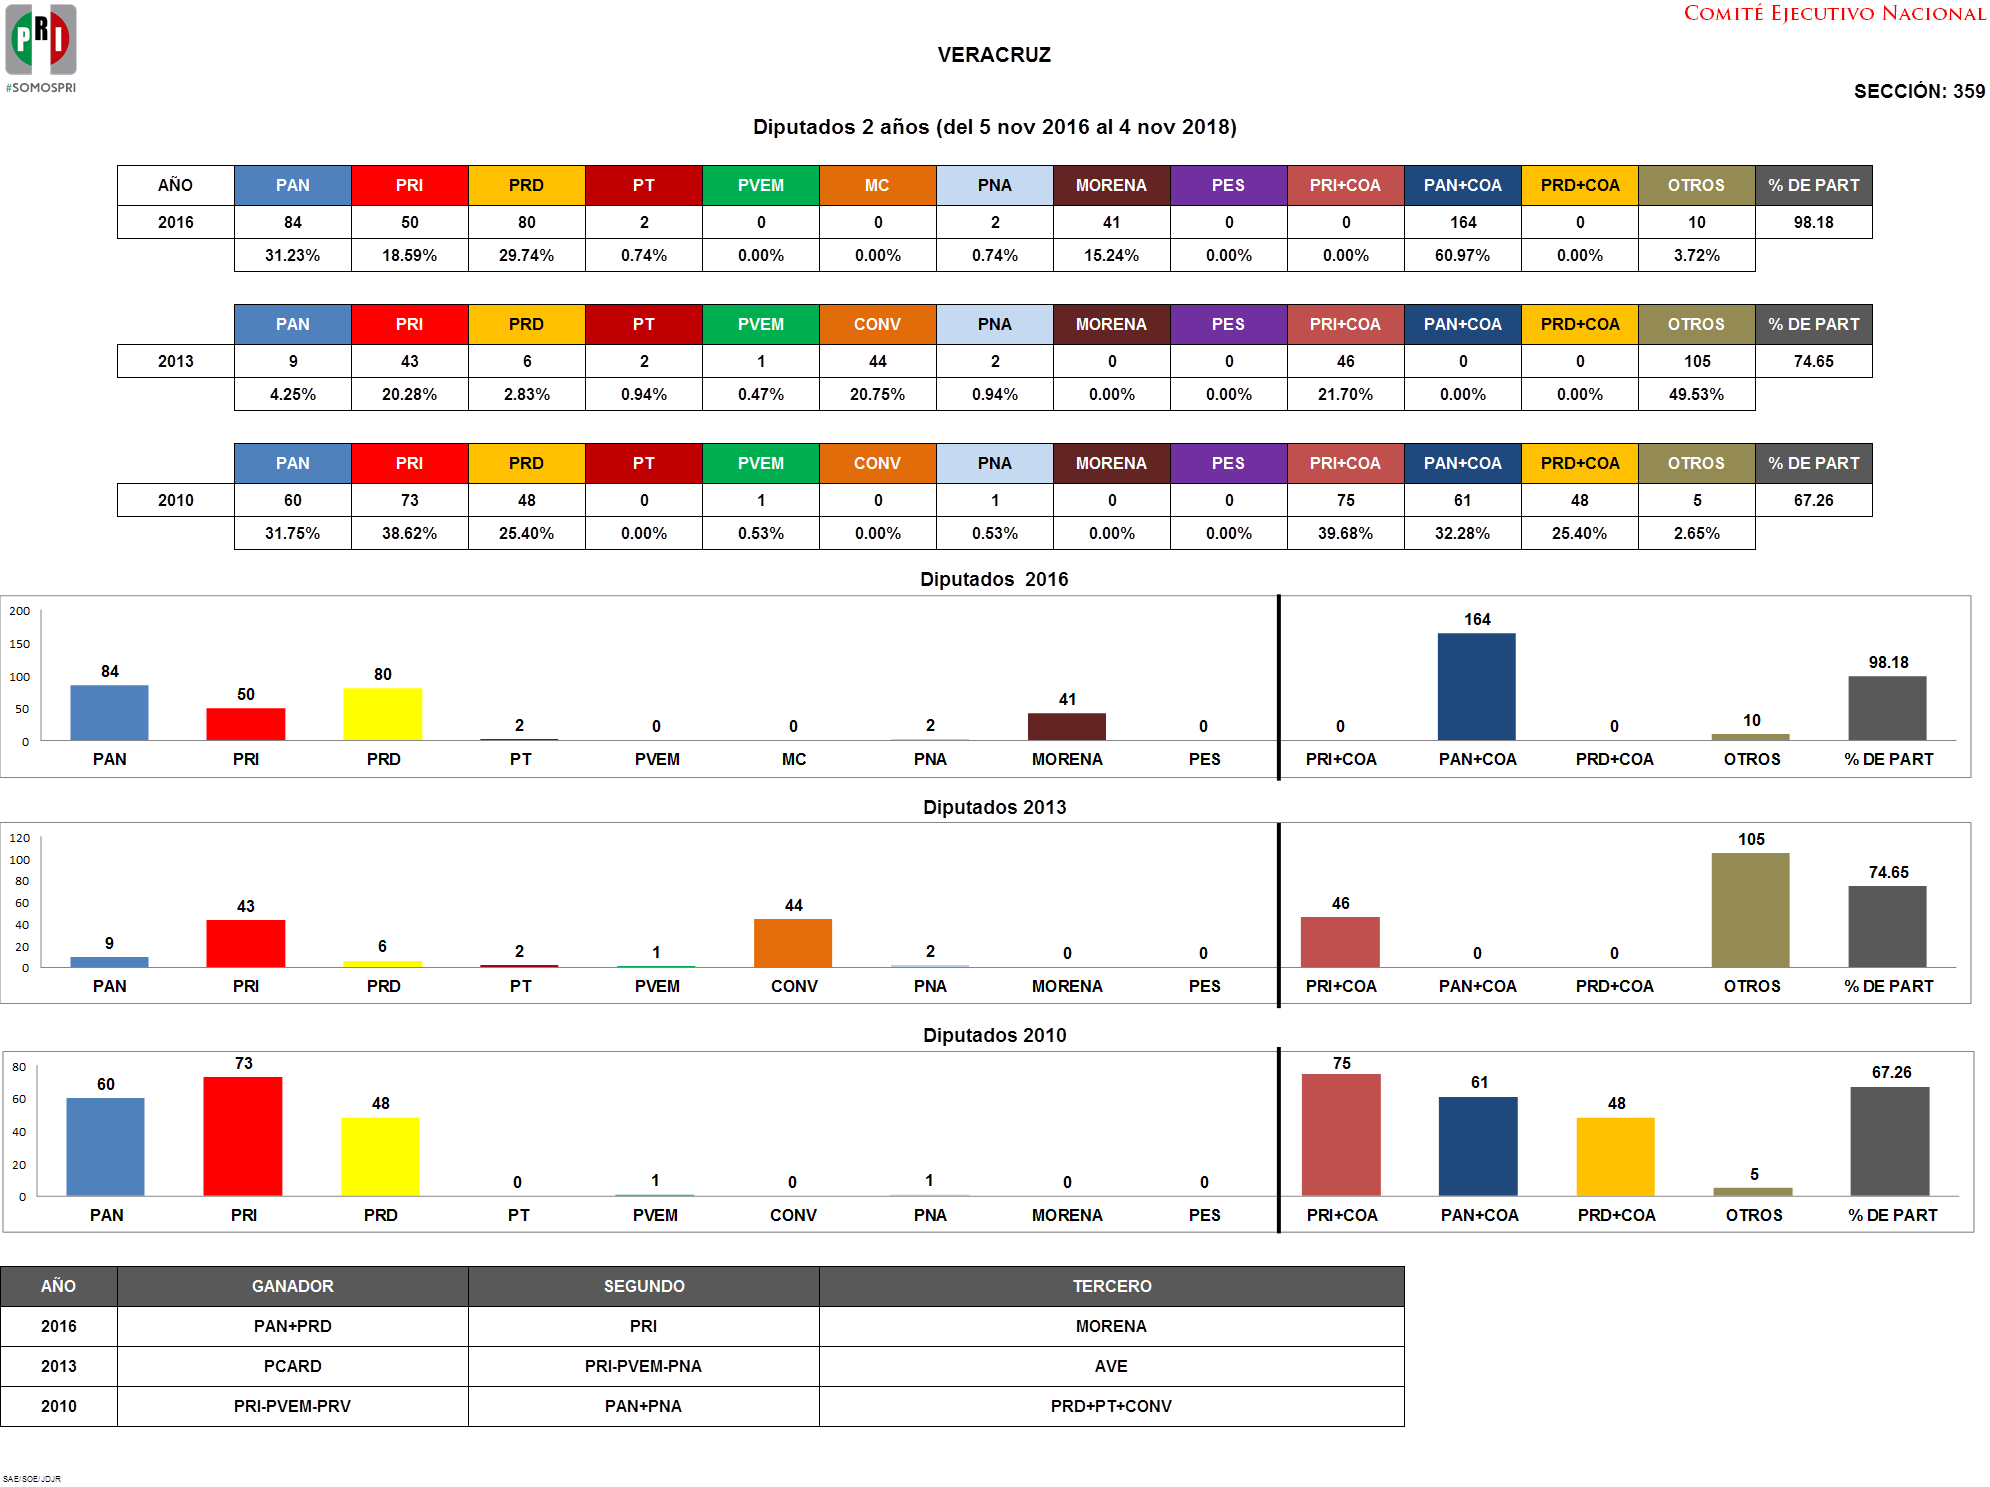 PRI
#SOMOSPRI
COMITÉ EJECUTIVO NACIONAL
VERACRUZ
SECCIÓN: 359
Diputados 2 años (del 5 nov 2016 al 4 nov 2018)
AÑO PAN PRI PRD PT PVEM MC PNA MORENA PES PRI+COA PAN+COA PRD+COA OTROS % DE PART
2016 84 50 80 2 0 0 2 41 0 0 164 0 10 98.18
31.23% 18.59% 29.74% 0.74% 0.00% 0.00% 0.74% 15.24% 0.00% 0.00% 60.97% 0.00% 3.72%
PAN PRI PRD PT PVEM CONV PNA MORENA PES PRI+COA PAN+COA PRD+COA OTROS % DE PART
2013 9 43 6 2 1 44 2 0 0 46 0 0 105 74.65
4.25% 20.28% 2.83% 0.94% 0.47% 20.75% 0.94% 0.00% 0.00% 21.70% 0.00% 0.00% 49.53%
PAN PRI PRD PT PVEM CONV PNA MORENA PES PRI+COA PAN+COA PRD+COA OTROS % DE PART
2010 60 73 48 0 1 0 1 0 0 75 61 48 5 67.26
31.75% 38.62% 25.40% 0.00% 0.53% 0.00% 0.53% 0.00% 0.00% 39.68% 32.28% 25.40% 2.65%
Diputados 2016
200
150
100
50
0
84 50 80 2 0 0 2 41 0 0 164 0 10 98.18
PAN PRI PRD PT PVEM MC PNA MORENA PES PRI+COA PAN+COA PRD+COA OTROS % DE PART
Diputados 2013
120
100
80
60
40
20
0
9 43 6 2 1 44 2 0 0 46 0 0 105 74.65
PAN PRI PRD PT PVEM CONV PNA MORENA PES PRI+COA PAN+COA PRD+COA OTROS % DE PART
Diputados 2010
80
60
40
20
0
60 73 48 0 1 0 1 0 0 75 61 48 5 67.26
PAN PRI PRD PT PVEM CONV PNA MORENA PES PRI+COA PAN+COA PRD+COA OTROS % DE PART
AÑO GANADOR SEGUNDO TERCERO
2016 PAN+PRD PRI MORENA
2013 PCARD PRI-PVEM-PNA AVE
2010 PRI-PVEM-PRV PAN+PNA PRD+PT+CONV
SAE/SOE/JDJR